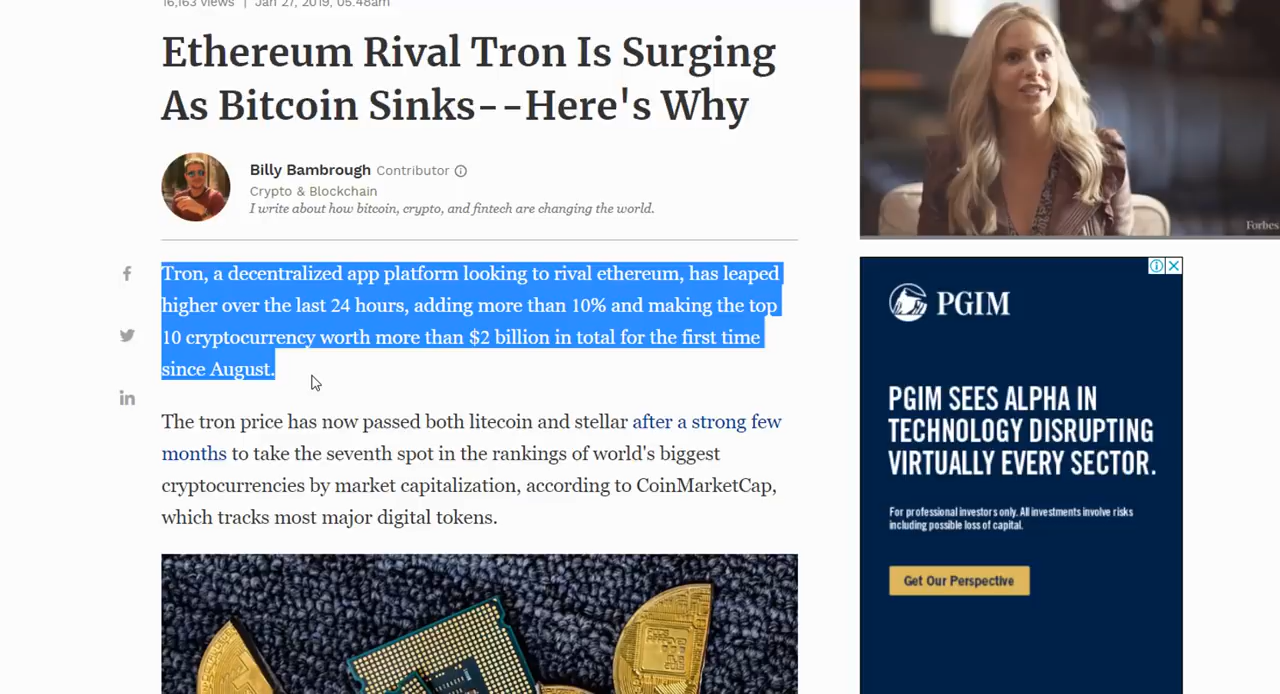 16,163 views | Jan 27, 2019, 05:48am
Ethereum Rival Tron Is Surging
As Bitcoin Sinks--Here's Why
Billy Bambrough Contributor
Crypto & Blockchain
I write about how bitcoin, crypto, and fintech are changing the world.
Tron, a decentralized app platform looking to rival ethereum, has leaped
higher over the last 24 hours, adding more than 10% and making the top
10 cryptocurrency worth more than $2 billion in total for the first time
since August.
The tron price has now passed both litecoin and stellar after a strong few
months to take the seventh spot in the rankings of world's biggest
cryptocurrencies by market capitalization, according to CoinMarketCap,
which tracks most major digital tokens.
Forbes
PGIM
PGIM SEES ALPHA IN
TECHNOLOGY DISRUPTING
VIRTUALLY EVERY SECTOR.
For professional investors only. All investments involve risks
including possible loss of capital.
Get Our Perspective